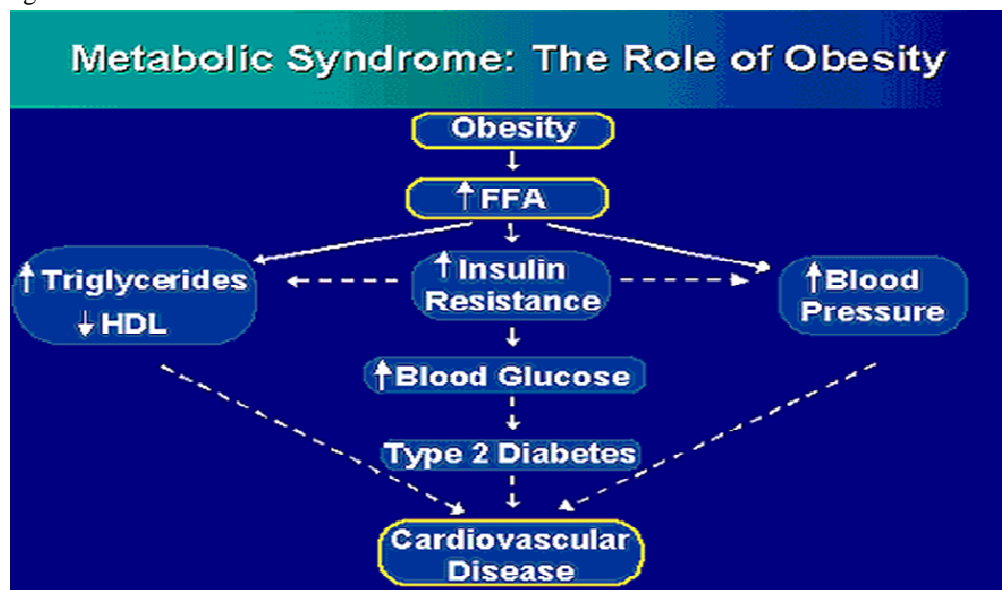 Metabolic Syndrome: The Role of Obesity
Obesity
↑FFA
↑Triglycerides
↓HDL
↑Insulin
Resistance
↑Blood
Pressure
↑Blood Glucose
Type 2 Diabetes
Cardiovascular
Disease